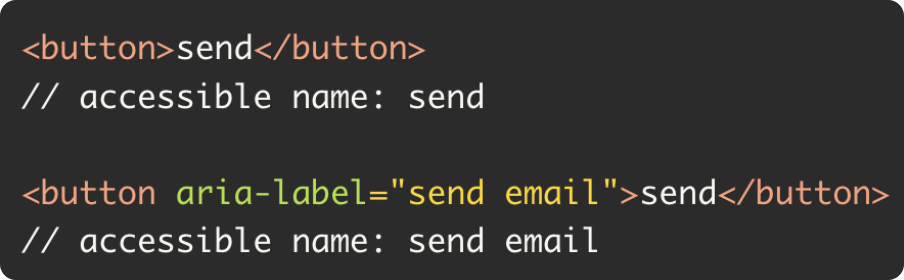 <button>send</button>
// accessible name: send
<button aria-label="send email">send</button>
// accessible name: send email